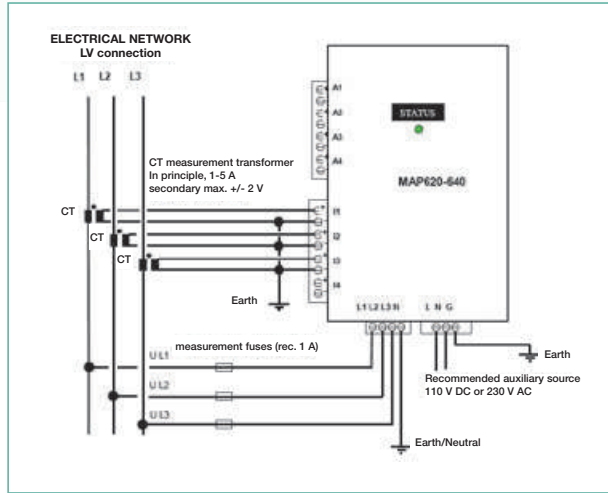 ELECTRICAL NETWORK
LV connection
L1 L2 L3
A1
A2
A3
A4
STATUS
MAP620-640
CT measurement transformer
In principle, 1-5 A
secondary max. +/- 2 V
CT
CT
CT
I1
I2
I3
I4
Earth
L1 L2 L3 N
L N G
measurement fuses (rec. 1 A)
U L1
U L2
U L3
Earth
Recommended auxiliary source
110 V DC or 230 V AC
Earth/Neutral